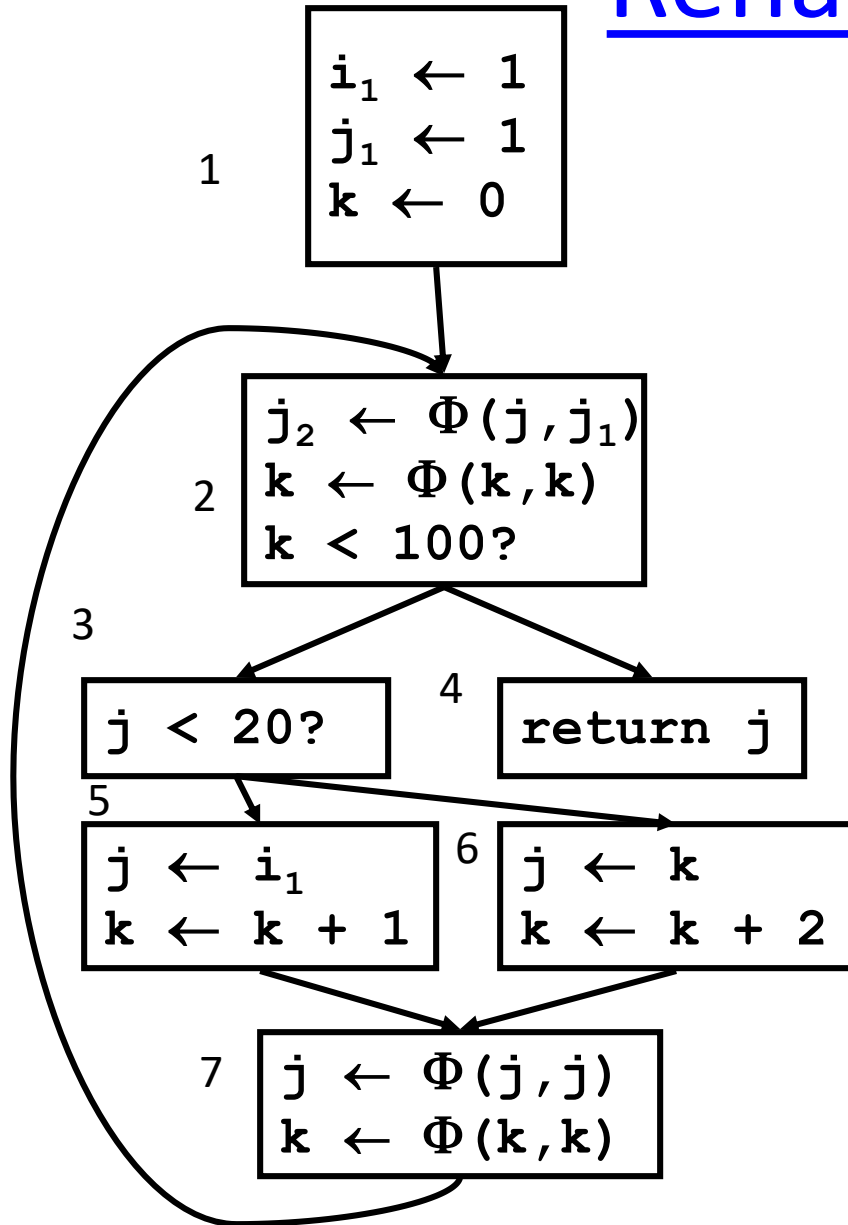 1
i₁ ← 1
j₁ ← 1
k ← 0
2
j₂ ← Φ(j,j₁)
k ← Φ(k,k)
k < 100?
3
j < 20?
4
return j
5
j ← i₁
k ← k + 1
6
j ← k
k ← k + 2
7
j ← Φ(j,j)
k ← Φ(k,k)